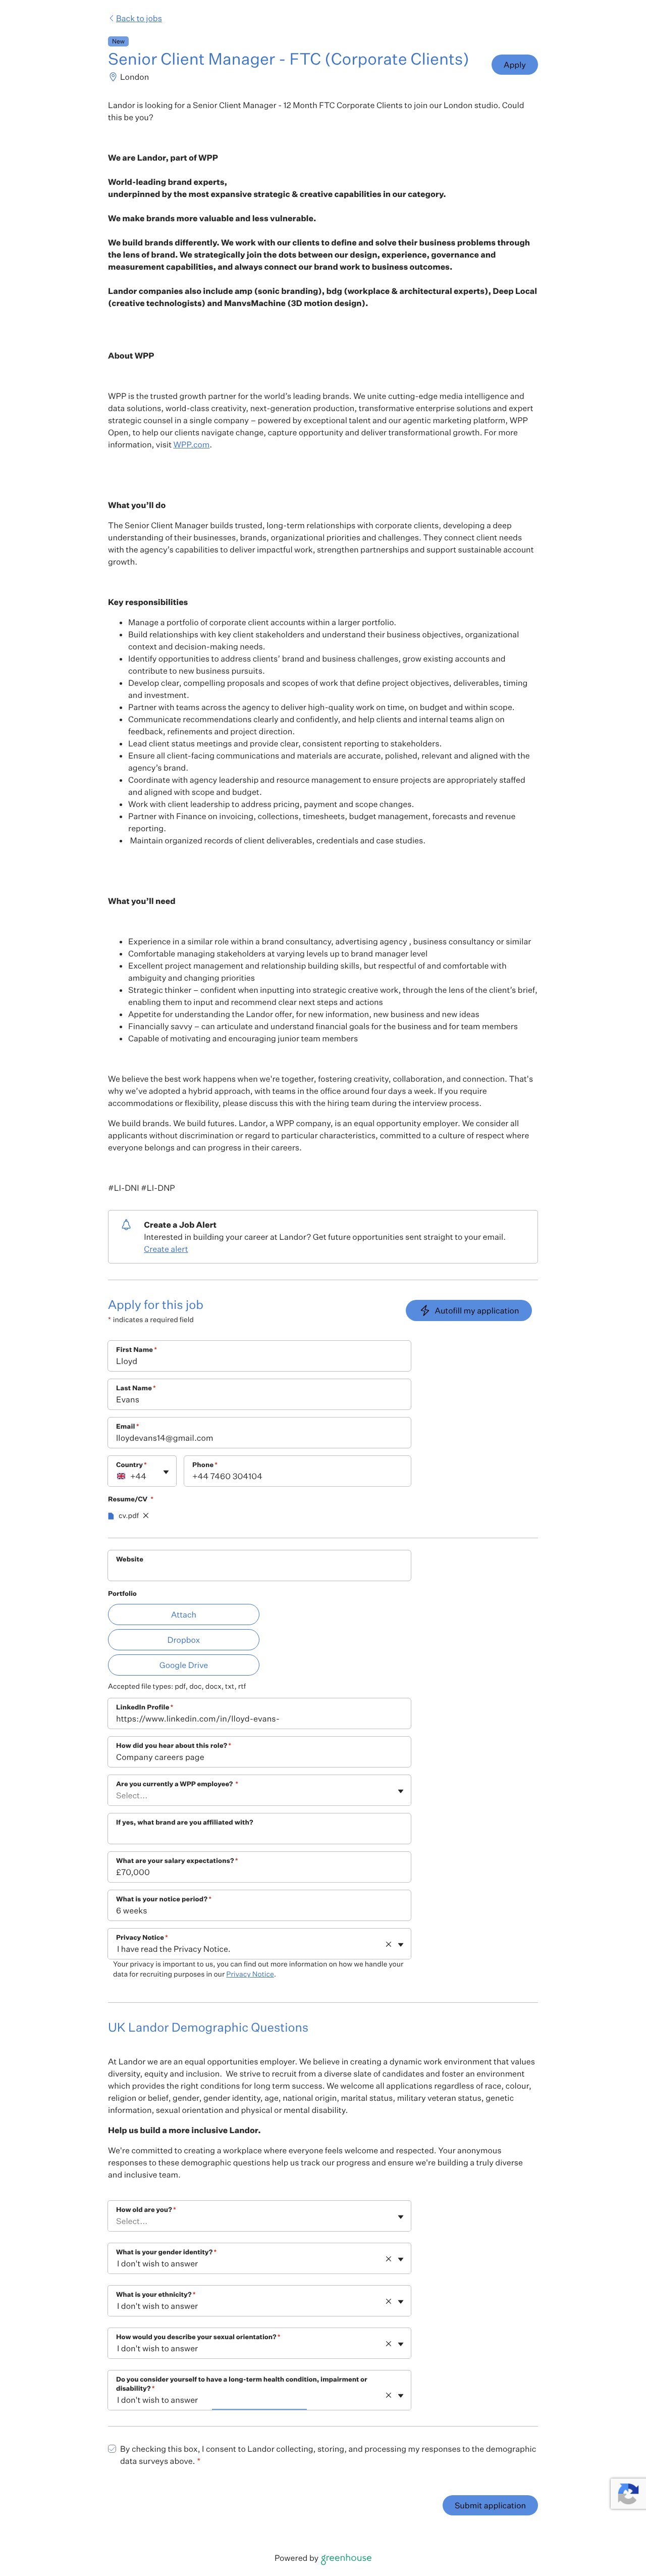 Back to jobs
New
Senior Client Manager - FTC (Corporate Clients)
Apply
London
Landor is looking for a Senior Client Manager - 12 Month FTC Corporate Clients to join our London studio. Could
this be you?
We are Landor, part of WPP
World-leading brand experts,
underpinned by the most expansive strategic & creative capabilities in our category.
We make brands more valuable and less vulnerable.
We build brands differently. We work with our clients to define and solve their business problems through
the lens of brand. We strategically join the dots between our design, experience, governance and
measurement capabilities, and always connect our brand work to business outcomes.
Landor companies also include amp (sonic branding), bdg (workplace & architectural experts), Deep Local
(creative technologists) and ManvsMachine (3D motion design).
About WPP
WPP is the trusted growth partner for the world's leading brands. We unite cutting-edge media intelligence and
data solutions, world-class creativity, next-generation production, transformative enterprise solutions and expert
strategic counsel in a single company – powered by exceptional talent and our agentic marketing platform, WPP
Open, to help our clients navigate change, capture opportunity and deliver transformational growth. For more
information, visit WPP.com.
What you'll do
The Senior Client Manager builds trusted, long-term relationships with corporate clients, developing a deep
understanding of their businesses, brands, organizational priorities and challenges. They connect client needs
with the agency's capabilities to deliver impactful work, strengthen partnerships and support sustainable account
growth.
Key responsibilities
• Manage a portfolio of corporate client accounts within a larger portfolio.
• Build relationships with key client stakeholders and understand their business objectives, organizational
context and decision-making needs.
• Identify opportunities to address clients' brand and business challenges, grow existing accounts and
contribute to new business pursuits.
• Develop clear, compelling proposals and scopes of work that define project objectives, deliverables, timing
and investment.
• Partner with teams across the agency to deliver high-quality work on time, on budget and within scope.
• Communicate recommendations clearly and confidently, and help clients and internal teams align on
feedback, refinements and project direction.
• Lead client status meetings and provide clear, consistent reporting to stakeholders.
• Ensure all client-facing communications and materials are accurate, polished, relevant and aligned with the
agency's brand.
• Coordinate with agency leadership and resource management to ensure projects are appropriately staffed
and aligned with scope and budget.
• Work with client leadership to address pricing, payment and scope changes.
• Partner with Finance on invoicing, collections, timesheets, budget management, forecasts and revenue
reporting.
• Maintain organized records of client deliverables, credentials and case studies.
What you'll need
• Experience in a similar role within a brand consultancy, advertising agency , business consultancy or similar
• Comfortable managing stakeholders at varying levels up to brand manager level
• Excellent project management and relationship building skills, but respectful of and comfortable with
ambiguity and changing priorities
• Strategic thinker – confident when inputting into strategic creative work, through the lens of the client's brief,
enabling them to input and recommend clear next steps and actions
• Appetite for understanding the Landor offer, for new information, new business and new ideas
• Financially savvy – can articulate and understand financial goals for the business and for team members
• Capable of motivating and encouraging junior team members
We believe the best work happens when we're together, fostering creativity, collaboration, and connection. That's
why we've adopted a hybrid approach, with teams in the office around four days a week. If you require
accommodations or flexibility, please discuss this with the hiring team during the interview process.
We build brands. We build futures. Landor, a WPP company, is an equal opportunity employer. We consider all
applicants without discrimination or regard to particular characteristics, committed to a culture of respect where
everyone belongs and can progress in their careers.
#LI-DNI #LI-DNP
Create a Job Alert
Interested in building your career at Landor? Get future opportunities sent straight to your email.
Create alert
Apply for this job
Autofill my application
* indicates a required field
First Name*
Lloyd
Last Name*
Evans
Email*
lloydevans14@gmail.com
Country*
+44
Phone*
+44 7460 304104
Resume/CV *
cv.pdf
Website
Portfolio
Attach
Dropbox
Google Drive
Accepted file types: pdf, doc, docx, txt, rtf
LinkedIn Profile*
https://www.linkedin.com/in/lloyd-evans-
How did you hear about this role?*
Company careers page
Are you currently a WPP employee? *
Select...
If yes, what brand are you affiliated with?
What are your salary expectations?*
£70,000
What is your notice period?*
6 weeks
Privacy Notice*
I have read the Privacy Notice.
Your privacy is important to us, you can find out more information on how we handle your
data for recruiting purposes in our Privacy Notice.
UK Landor Demographic Questions
At Landor we are an equal opportunities employer. We believe in creating a dynamic work environment that values
diversity, equity and inclusion.  We strive to recruit from a diverse slate of candidates and foster an environment
which provides the right conditions for long term success. We welcome all applications regardless of race, colour,
religion or belief, gender, gender identity, age, national origin, marital status, military veteran status, genetic
information, sexual orientation and physical or mental disability.
Help us build a more inclusive Landor.
We're committed to creating a workplace where everyone feels welcome and respected. Your anonymous
responses to these demographic questions help us track our progress and ensure we're building a truly diverse
and inclusive team.
How old are you?*
Select...
What is your gender identity?*
I don't wish to answer
What is your ethnicity?*
I don't wish to answer
How would you describe your sexual orientation?*
I don't wish to answer
Do you consider yourself to have a long-term health condition, impairment or
disability?*
I don't wish to answer
By checking this box, I consent to Landor collecting, storing, and processing my responses to the demographic
data surveys above. *
Submit application
Powered by greenhouse